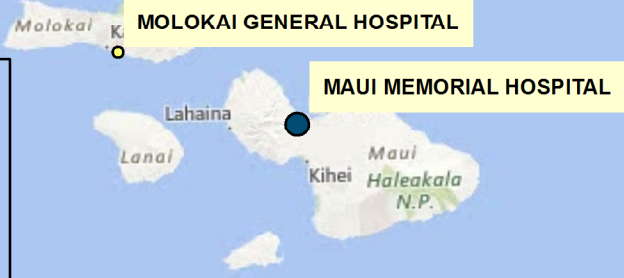 MOLOKAI GENERAL HOSPITAL
Molokai
MAUI MEMORIAL HOSPITAL
Lahaina
Lanai
Maui
Kihei
Haleakala
N.P.